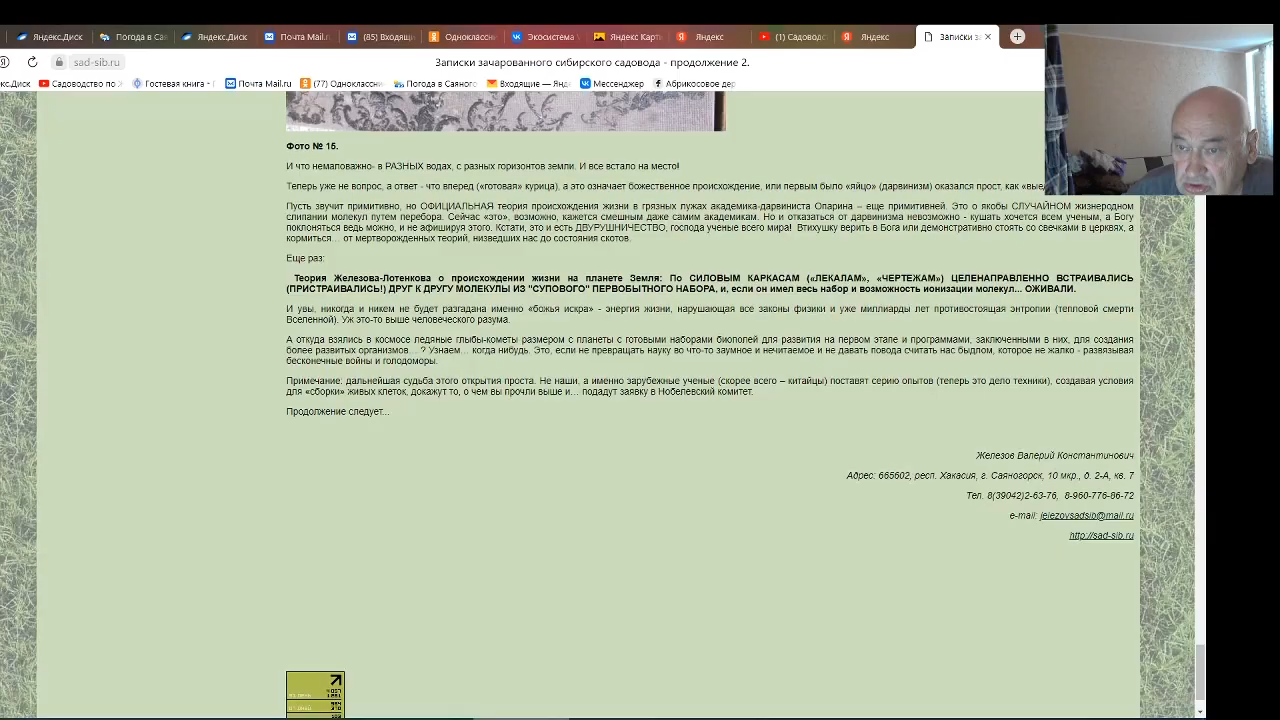 Яндекс.Диск
Погода в Сая
Яндекс.Диск
Почта Mail.ru
(85) Входящи
Одноклассн
Экосистема
Яндекс Карт
Яндекс
(1) Садовод
Яндекс
Записки за
sad-sib.ru
Записки зачарованного сибирского садовода - продолжение 2.
кс.Диск
Садоводство по
Гостевая книга -
Почта Mail.ru
(77) Одноклассни
Погода в Саяного
Входящие — Янд
Мессенджер
Абрикосовое дер
Фото № 15.
И что немаловажно- в РАЗНЫХ водах, с разных горизонтов земли. И все встало на место!
Теперь уже не вопрос, а ответ - что вперед («готовая» курица), а это означает божественное происхождение, или первым было «яйцо» (дарвинизм) оказался прост, как «вые
Пусть звучит примитивно, но ОФИЦИАЛЬНАЯ теория происхождения жизни в грязных лужах академика-дарвиниста Опарина – еще примитивней. Это о якобы СЛУЧАЙНОМ жизнеродном
слипании молекул путем перебора. Сейчас «это», возможно, кажется смешным даже самим академикам. Но и отказаться от дарвинизма невозможно - кушать хочется всем ученым, а Богу
поклоняться ведь можно, и не афишируя этого. Кстати, это и есть ДВУРУШНИЧЕСТВО, господа ученые всего мира! Втихушку верить в Бога или демонстративно стоять со свечками в церквях, а
кормиться… от мертворожденных теорий, низведших нас до состояния скотов.
Еще раз:
Теория Железова-Лотенкова о происхождении жизни на планете Земля: По СИЛОВЫМ КАРКАСАМ («ЛЕКАЛАМ», «ЧЕРТЕЖАМ») ЦЕЛЕНАПРАВЛЕННО ВСТРАИВАЛИСЬ
(ПРИСТРАИВАЛИСЬ!) ДРУГ К ДРУГУ МОЛЕКУЛЫ ИЗ "СУПОВОГО" ПЕРВОБЫТНОГО НАБОРА, и, если он имел весь набор и возможность ионизации молекул... ОЖИВАЛИ.
И увы, никогда и никем не будет разгадана именно «божья искра» - энергия жизни, нарушающая все законы физики и уже миллиарды лет противостоящая энтропии (тепловой смерти
Вселенной). Уж это-то выше человеческого разума.
А откуда взялись в космосе ледяные глыбы-кометы размером с планеты с готовыми наборами биополей для развития на первом этапе и программами, заключенными в них, для создания
более развитых организмов… ? Узнаем… когда нибудь. Это, если не превращать науку во что-то заумное и нечитаемое и не давать повода считать нас быдлом, которое не жалко - развязывая
бесконечные войны и голодоморы.
Примечание: дальнейшая судьба этого открытия проста. Не наши, а именно зарубежные ученые (скорее всего – китайцы) поставят серию опытов (теперь это дело техники), создавая условия
для «сборки» живых клеток, докажут то, о чем вы прочли выше и… подадут заявку в Нобелевский комитет.
Продолжение следует...
Железов Валерий Константинович
Адрес: 665602, респ. Хакасия, г. Саяногорск, 10 мкр., д. 2-А, кв. 7
Тел. 8(39042)2-63-76, 8-960-776-86-72
e-mail: jelezovsadsib@mail.ru
http://sad-sib.ru